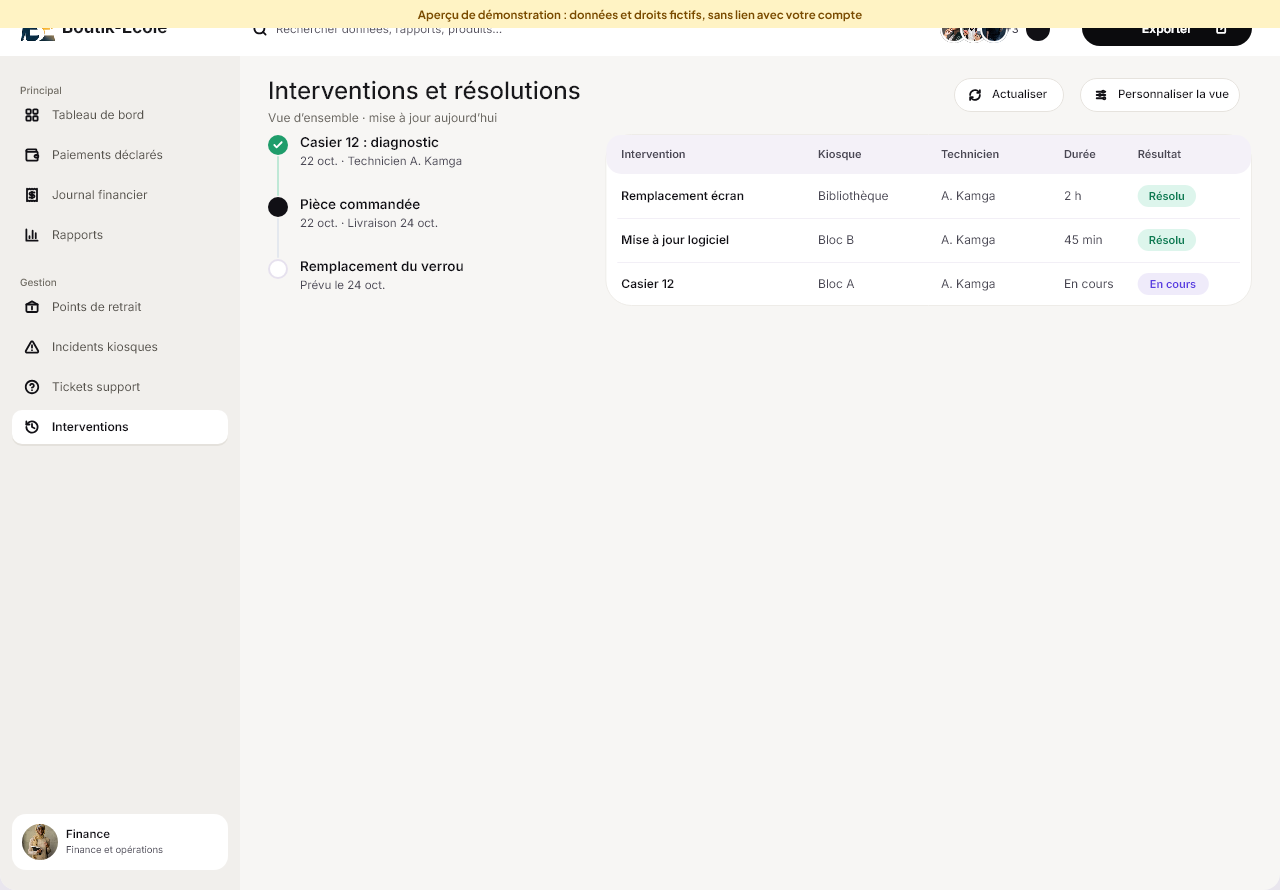 Aperçu de démonstration : données et droits fictifs, sans lien avec votre compte
Boutik-École
Rechercher données, rapports, produits...
+3
Exporter
Principal
Tableau de bord
Paiements déclarés
Journal financier
Rapports
Gestion
Points de retrait
Incidents kiosques
Tickets support
Interventions
Finance
Finance et opérations
Interventions et résolutions
Vue d’ensemble · mise à jour aujourd’hui
Actualiser
Personnaliser la vue
Casier 12 : diagnostic
22 oct. · Technicien A. Kamga
Pièce commandée
22 oct. · Livraison 24 oct.
Remplacement du verrou
Prévu le 24 oct.
Intervention Kiosque Technicien Durée Résultat
Remplacement écran Bibliothèque A. Kamga 2 h Résolu
Mise à jour logiciel Bloc B A. Kamga 45 min Résolu
Casier 12 Bloc A A. Kamga En cours En cours